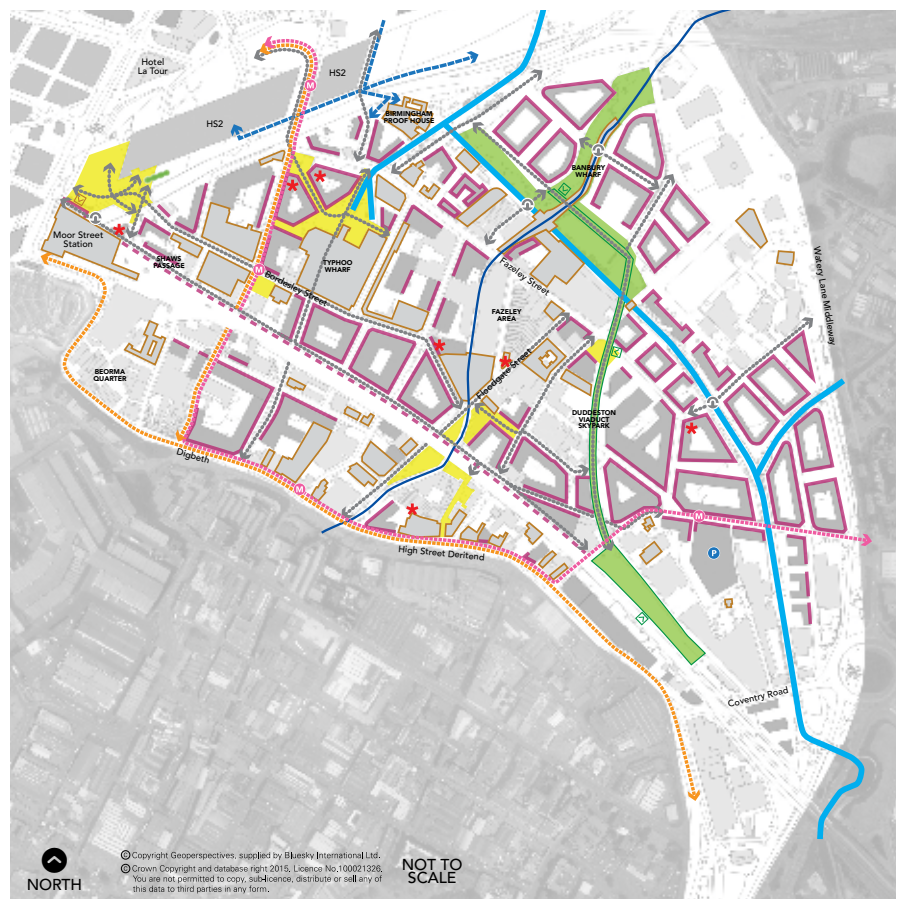 Hotel
La Tour
HS2
HS2
M
BIRMINGHAM
PROOF HOUSE
BANBURY
WHARF
Moor Street
Station
SHAWS
PASSAGE
TYPHOO
WHARF
M
Bordesley Street
Fazeley Street
FAZELEY
AREA
Watery Lane Middleway
BEORMA
QUARTER
Floodgate Street
DUDDESTON
VIADUCT
SKYPARK
Digbeth
M
M
High Street Deritend
P
Coventry Road
NORTH
© Copyright Geoperspectives, supplied by Bluesky International Ltd.
© Crown Copyright and database right 2015, Licence No.100021326.
You are not permitted to copy, sub-licence, distribute or sell any of
this data to third parties in any form.
NOT TO
SCALE